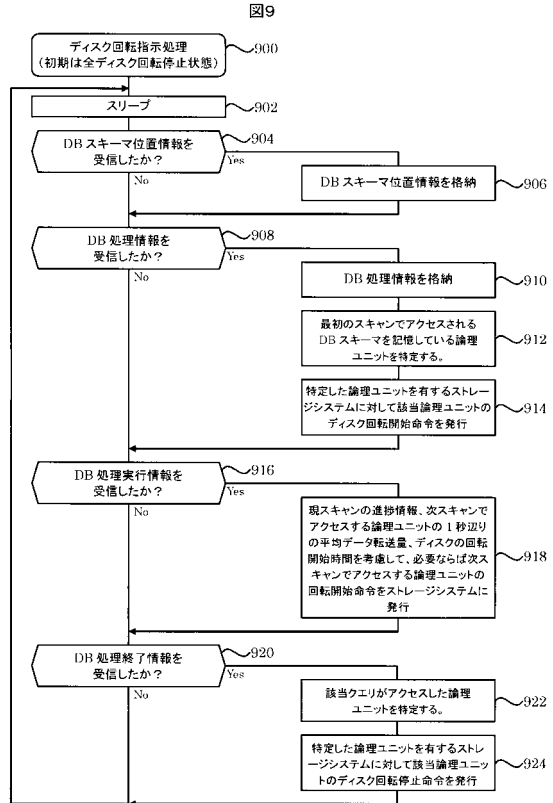 図9
ディスク回転指示処理
(初期は全ディスク回転停止状態)
900
スリープ
902
DB スキーマ位置情報を
受信したか？
904
Yes
No
DB スキーマ位置情報を格納
906
DB 処理情報を
受信したか？
908
Yes
No
DB 処理情報を格納
910
最初のスキャンでアクセスされる
DB スキーマを記憶している論理
ユニットを特定する。
912
特定した論理ユニットを有するストレ
ージシステムに対して該当論理ユニットの
ディスク回転開始命令を発行
914
DB 処理実行情報を
受信したか？
916
Yes
No
現スキャンの進捗情報、次スキャンで
アクセスする論理ユニットの 1 秒辺り
の平均データ転送量、ディスクの回転
開始時間を考慮して、必要ならば次ス
キャンでアクセスする論理ユニットの
回転開始命令をストレージシステムに
発行
918
DB 処理終了情報を
受信したか？
920
Yes
No
該当クエリがアクセスした論理
ユニットを特定する。
922
特定した論理ユニットを有するストレ
ージシステムに対して該当論理ユニッ
トのディスク回転停止命令を発行
924